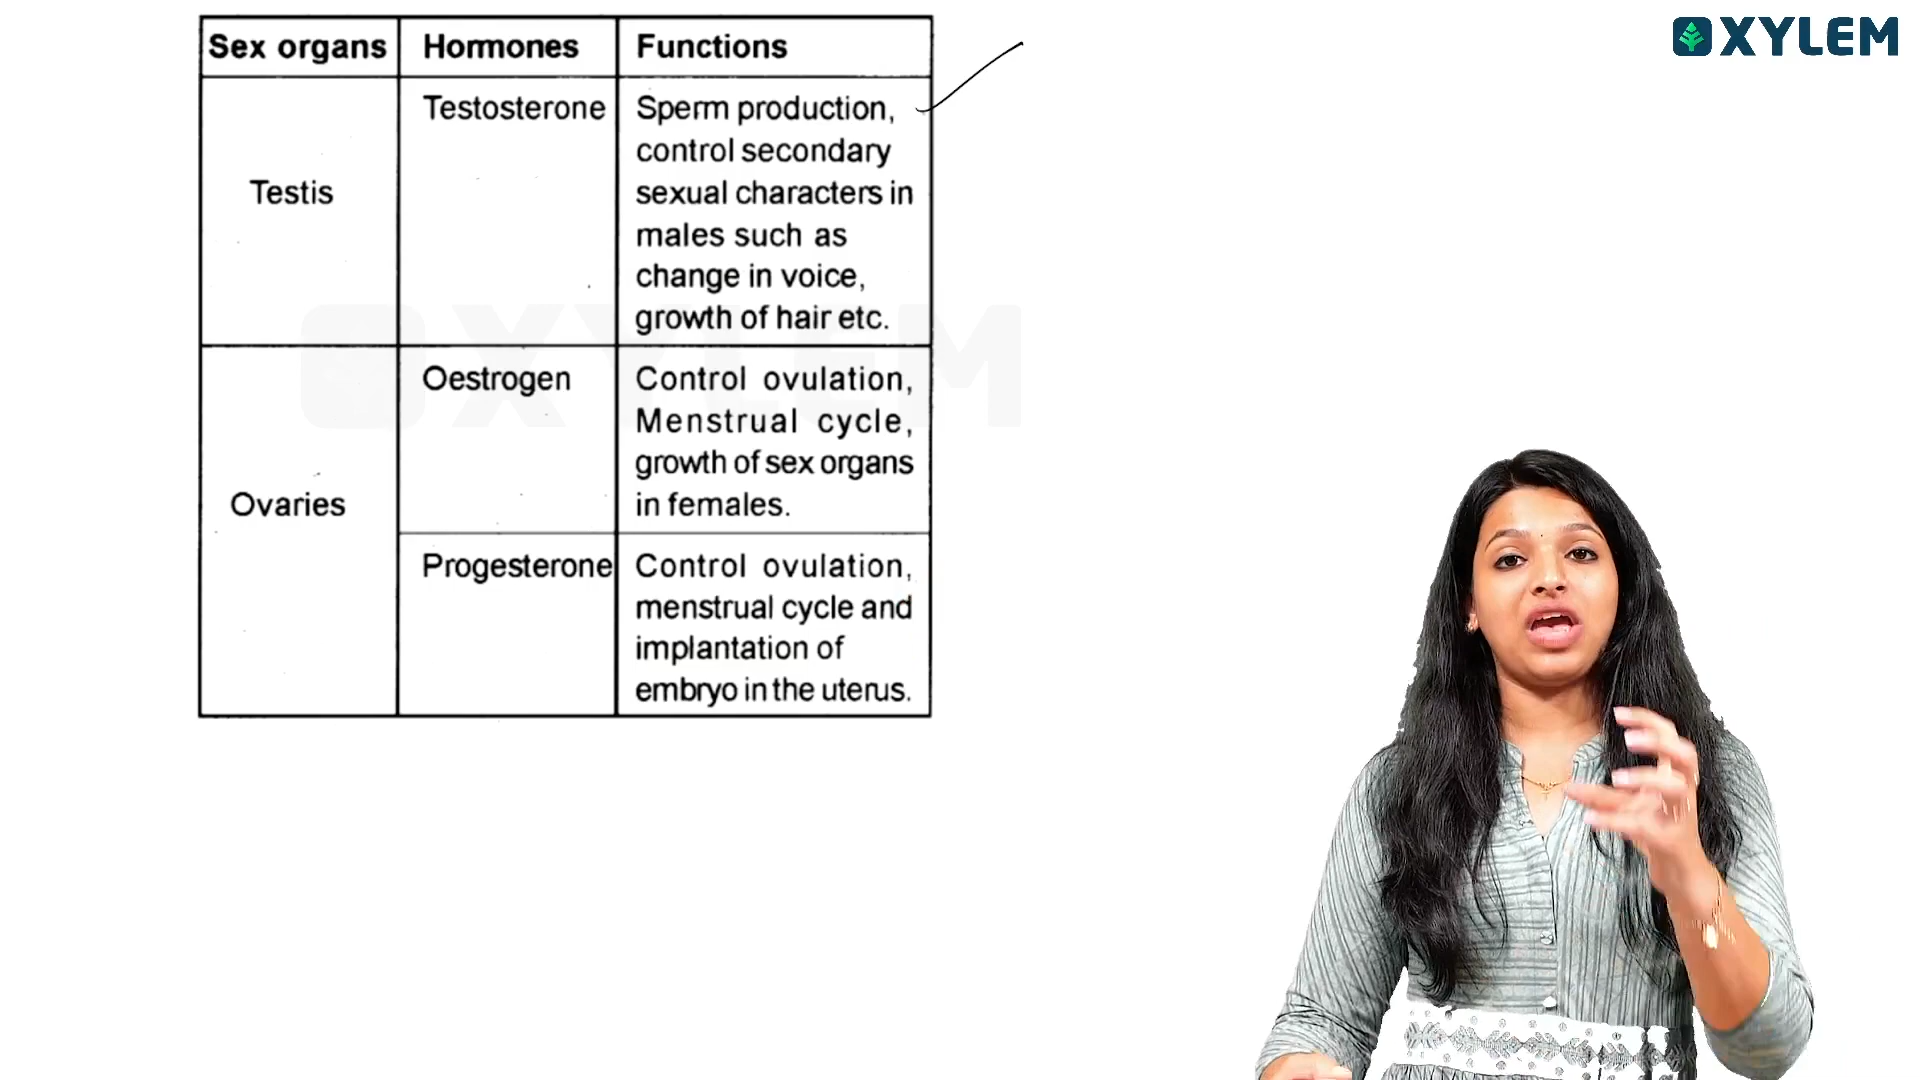 Sex organs Hormones Functions
Testis
Testosterone
Sperm production,
control secondary
sexual characters in
males such as
change in voice,
growth of hair etc.
Ovaries
Oestrogen
Control ovulation,
Menstrual cycle,
growth of sex organs
in females.
Progesterone
Control ovulation,
menstrual cycle and
implantation of
embryo in the uterus.
XYLEM
XYLEM